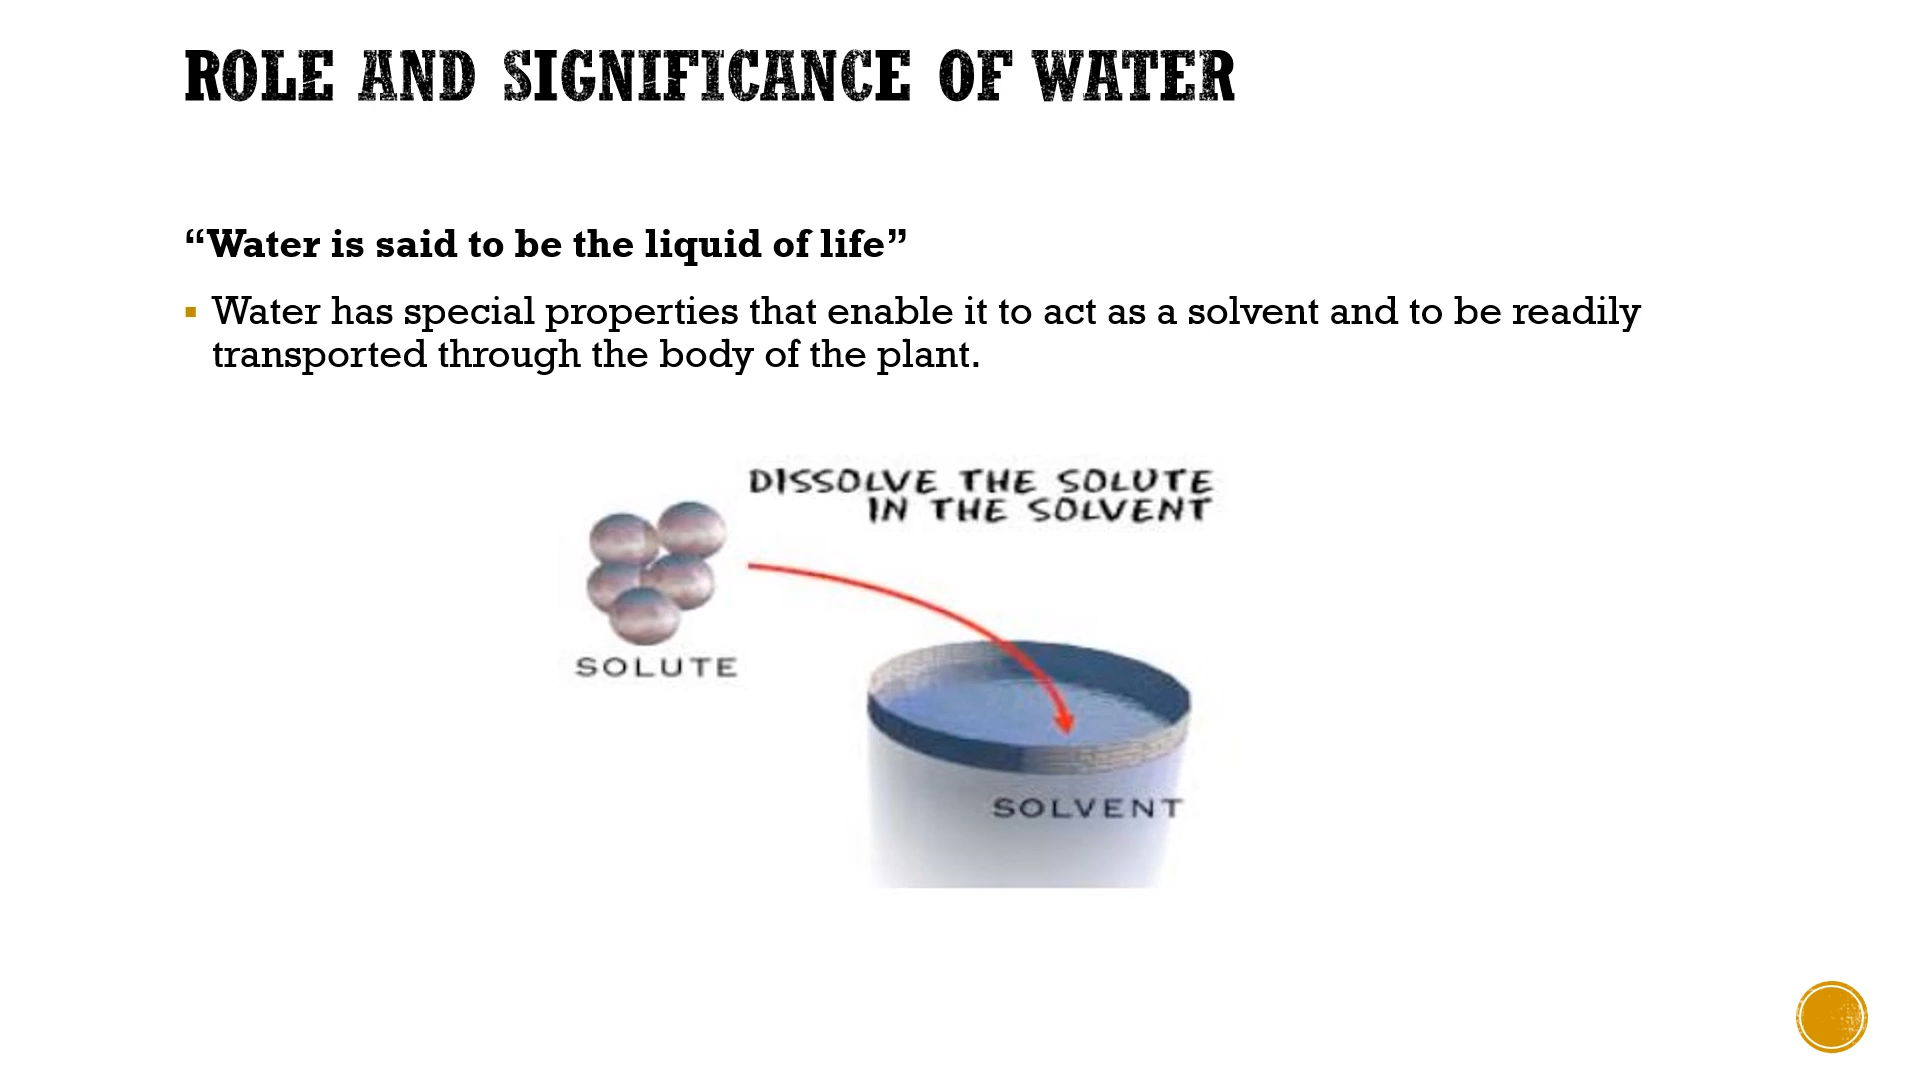 ROLE AND SIGNIFICANCE OF WATER
“Water is said to be the liquid of life”
▪ Water has special properties that enable it to act as a solvent and to be readily
transported through the body of the plant.
DISSOLVE THE SOLUTE
IN THE SOLVENT
SOLUTE
SOLVENT